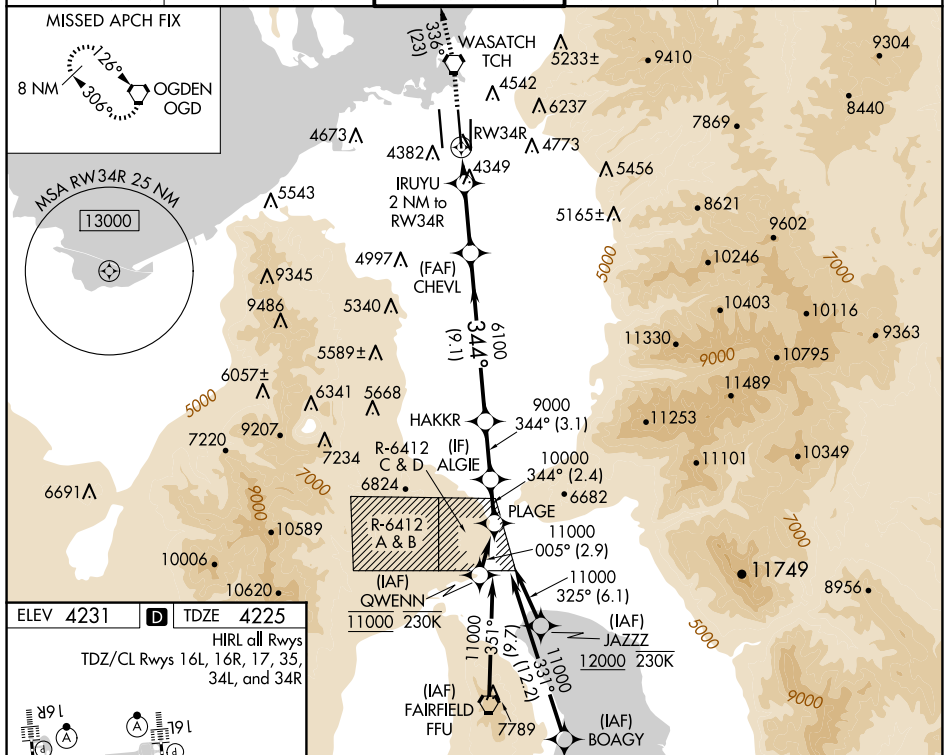 MISSED APCH FIX
126°
8 NM
306°
OGDEN
OGD
336°
(23)
WASATCH
TCH
5233±
9410
9304
4542
6237
8440
7869
4673
4382
RW34R
4773
4349
5456
IRUYU
2 NM to
RW34R
MSA RW34R 25 NM
13000
5543
5165±
8621
9602
4997
(FAF)
CHEVL
5000
10246
7000
9345
9486
5340
10403
10116
6100
344°
(9.1)
11330
9363
5589±
9000
10795
6057±
11489
5000
6341
5668
HAKKR
9000
344° (3.1)
11253
9207
7220
7234
R-6412
C & D
(IF)
ALGIE
10000
344° (2.4)
11101
10349
7000
6824
6682
6691
9000
PLAGE
R-6412
A & B
11000
005° (2.9)
7000
10589
10006
11000
325° (6.1)
11749
8956
10620
(IAF)
QWENN
11000 230K
(IAF)
JAZZZ
12000 230K
5000
11000
351°
(7.6)
11000
331°
(12.2)
(IAF)
FAIRFIELD
FFU
7789
(IAF)
BOAGY
9000
ELEV 4231 D TDZE 4225
HIRL all Rwys
TDZ/CL Rwys 16L, 16R, 17, 35,
34L, and 34R
16R
A
P
A
16L
P